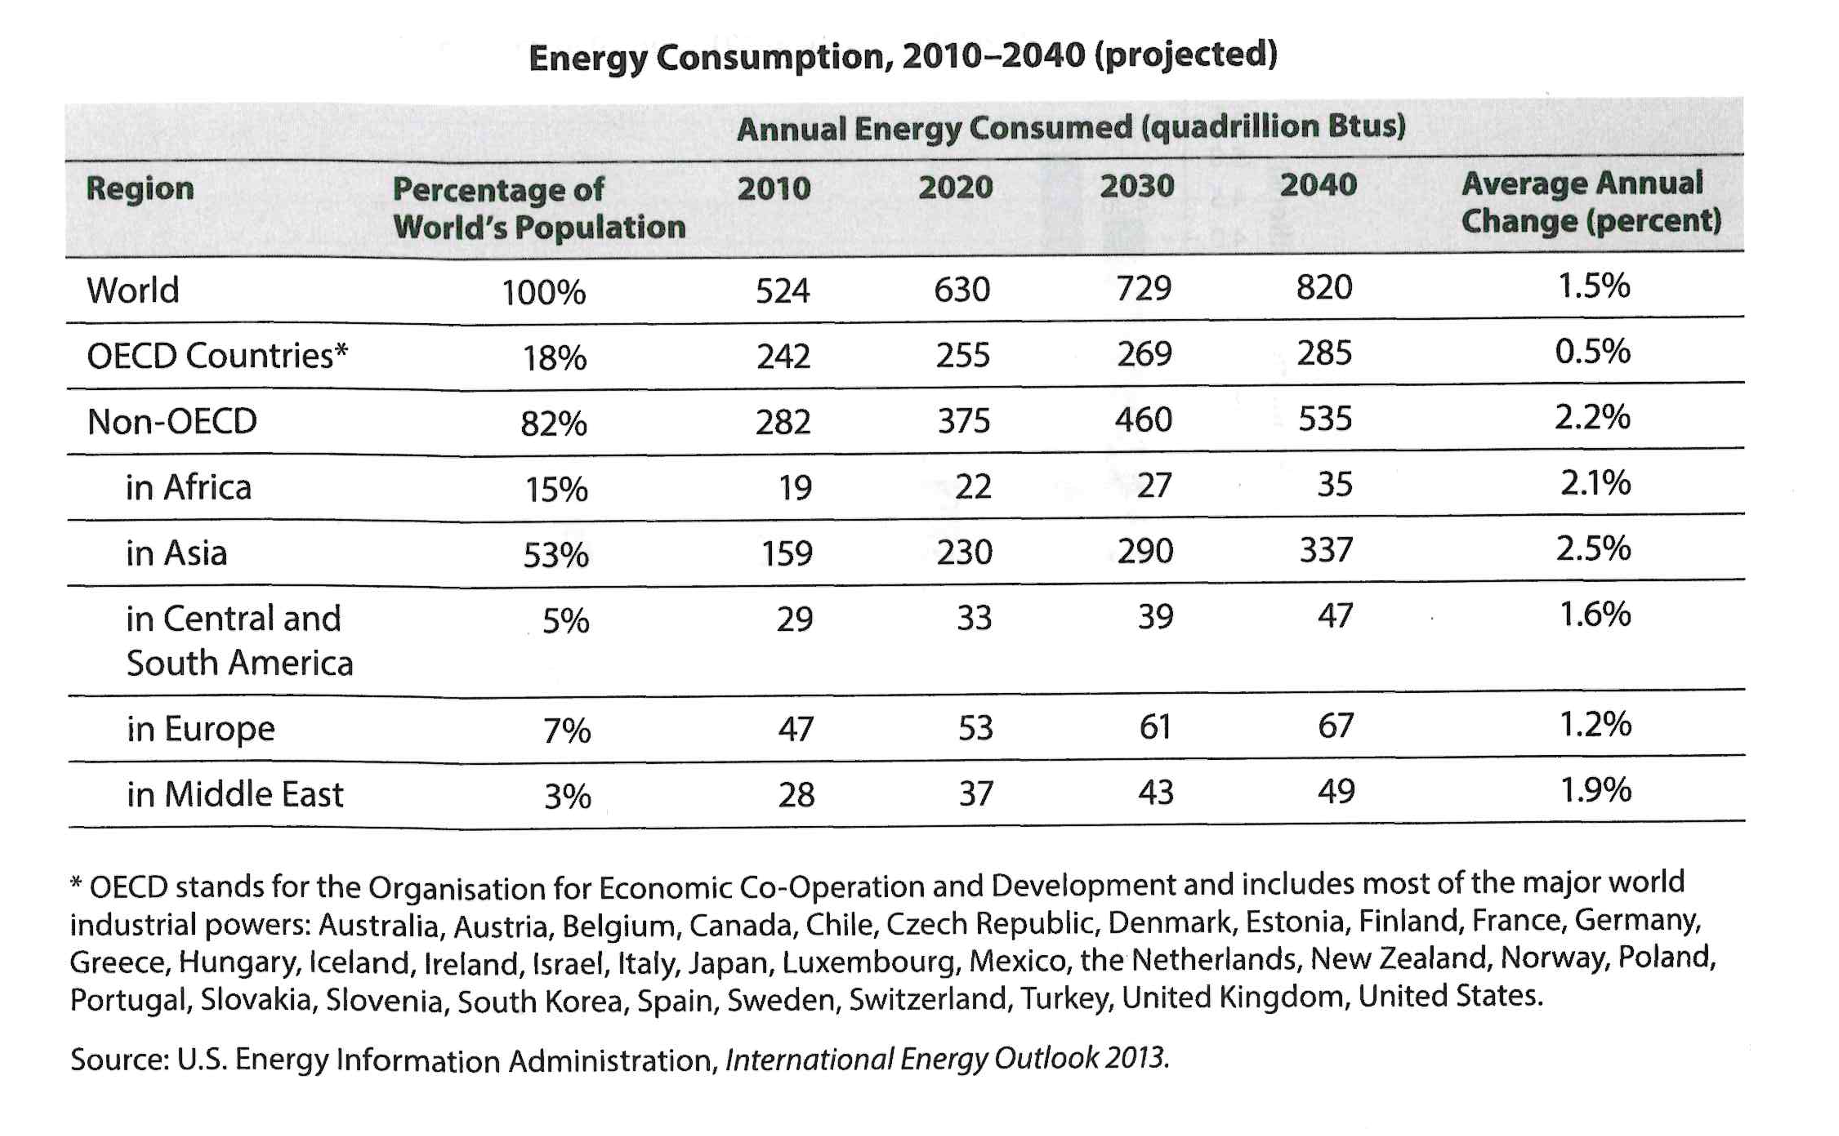 Energy Consumption, 2010–2040 (projected)
Annual Energy Consumed (quadrillion Btus)
Region Percentage of World's Population 2010 2020 2030 2040 Average Annual Change (percent)
World 100% 524 630 729 820 1.5%
OECD Countries* 18% 242 255 269 285 0.5%
Non-OECD 82% 282 375 460 535 2.2%
in Africa 15% 19 22 27 35 2.1%
in Asia 53% 159 230 290 337 2.5%
in Central and South America 5% 29 33 39 47 1.6%
in Europe 7% 47 53 61 67 1.2%
in Middle East 3% 28 37 43 49 1.9%
* OECD stands for the Organisation for Economic Co-Operation and Development and includes most of the major world
industrial powers: Australia, Austria, Belgium, Canada, Chile, Czech Republic, Denmark, Estonia, Finland, France, Germany,
Greece, Hungary, Iceland, Ireland, Israel, Italy, Japan, Luxembourg, Mexico, the Netherlands, New Zealand, Norway, Poland,
Portugal, Slovakia, Slovenia, South Korea, Spain, Sweden, Switzerland, Turkey, United Kingdom, United States.
Source: U.S. Energy Information Administration, International Energy Outlook 2013.